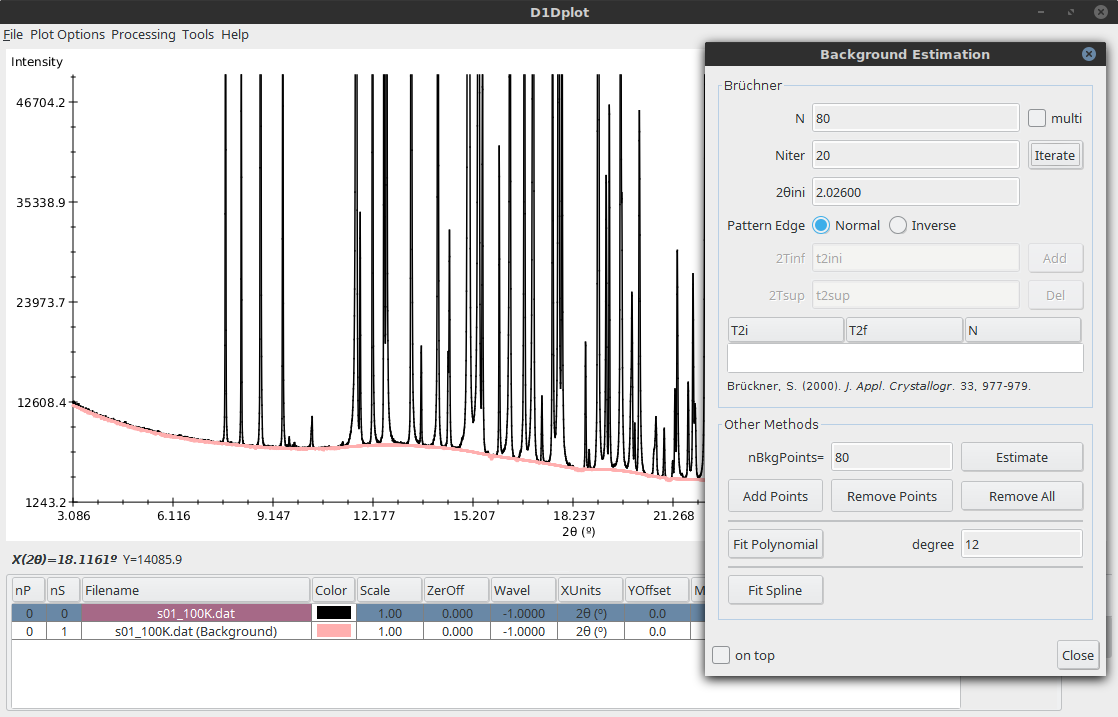 D1Dplot
File Plot Options Processing Tools Help
Intensity
46704.2
35338.9
23973.7
12608.4
1243.2
3.086 6.116 9.147 12.177 15.207 18.237 21.268
2θ (º)
X(2θ)=18.1161º Y=14085.9
nP nS Filename Color Scale ZeroOff Wavel XUnits YOffset M
0 0 s01_100K.dat 1.00 0.000 -1.0000 2θ (º) 0.0
0 1 s01_100K.dat (Background) 1.00 0.000 -1.0000 2θ (º) 0.0
Background Estimation
Brüchner
N 80 multi
Niter 20 Iterate
2θini 2.02600
Pattern Edge Normal Inverse
2Tinf t2ini Add
2Tsup t2sup Del
T2i T2f N
Brückner, S. (2000). J. Appl. Crystallogr. 33, 977-979.
Other Methods
nBkgPoints= 80 Estimate
Add Points Remove Points Remove All
Fit Polynomial degree 12
Fit Spline
on top Close